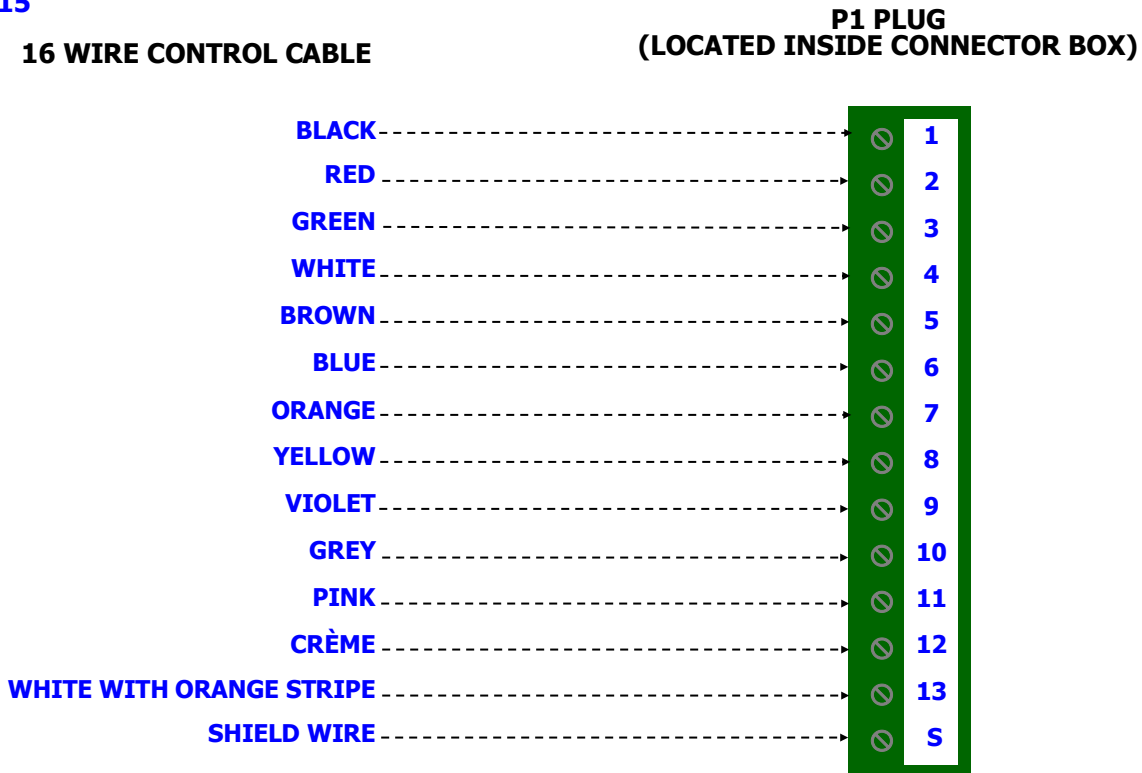 15
P1 PLUG
16 WIRE CONTROL CABLE
(LOCATED INSIDE CONNECTOR BOX)
BLACK 1
RED 2
GREEN 3
WHITE 4
BROWN 5
BLUE 6
ORANGE 7
YELLOW 8
VIOLET 9
GREY 10
PINK 11
CRÈME 12
WHITE WITH ORANGE STRIPE 13
SHIELD WIRE S